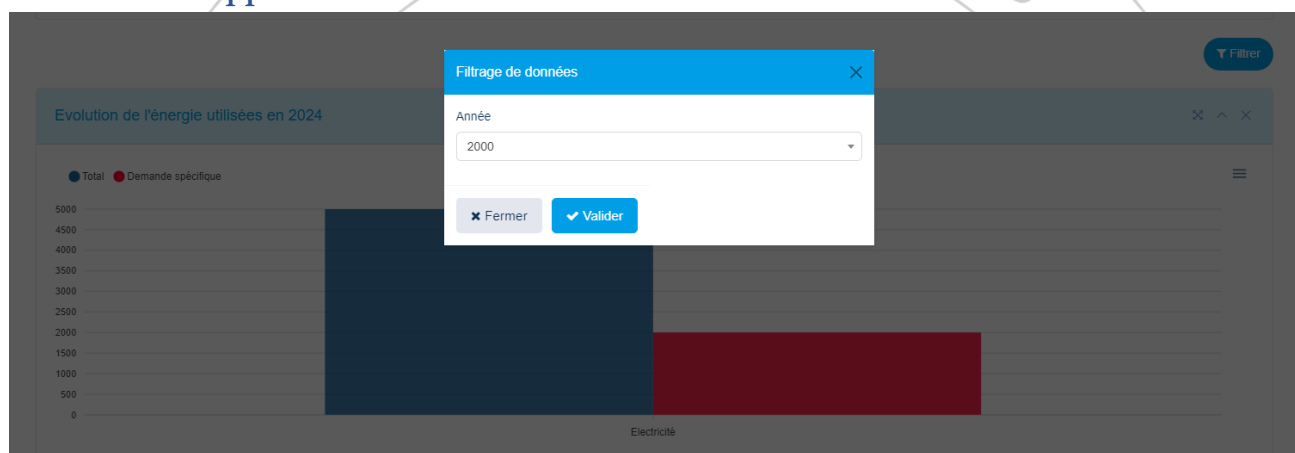 Filtrer
Filtrage de données
Evolution de l'énergie utilisées en 2024
Année
2000
Total Demande spécifique
Fermer Valider
5000
4500
4000
3500
3000
2500
2000
1500
1000
500
0
Electricité